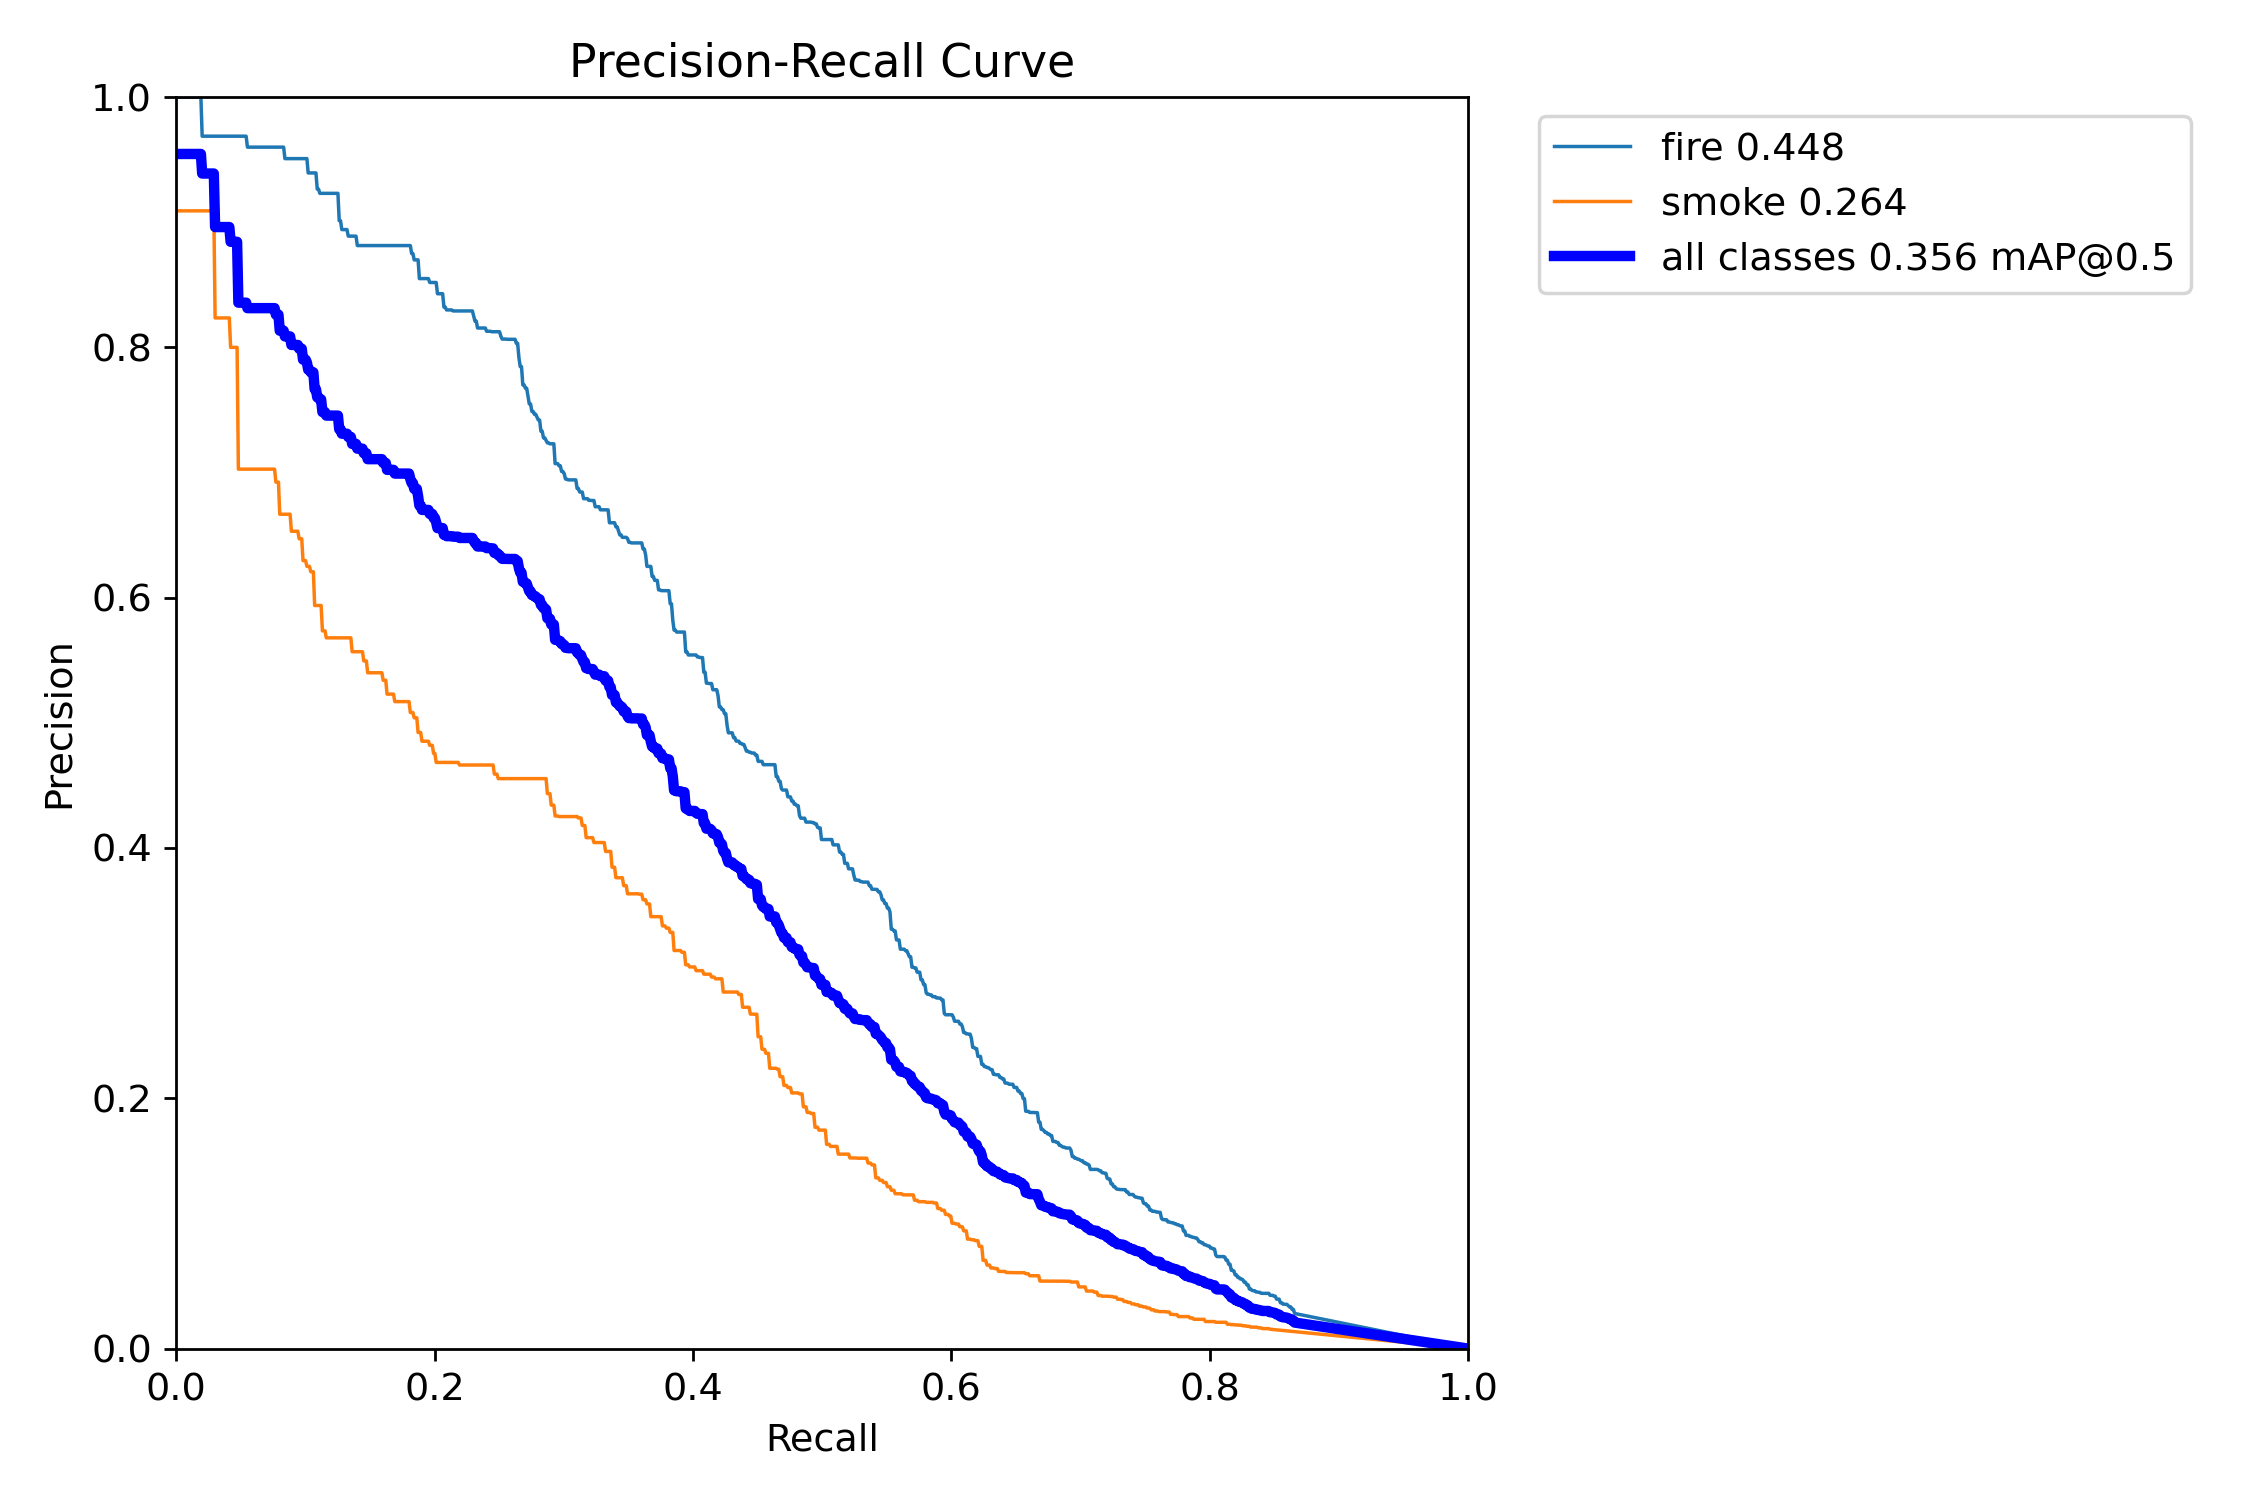 Precision-Recall Curve
1.0
0.8
0.6
0.4
0.2
0.0
Precision
0.0 0.2 0.4 0.6 0.8 1.0
Recall
fire 0.448
smoke 0.264
all classes 0.356 mAP@0.5